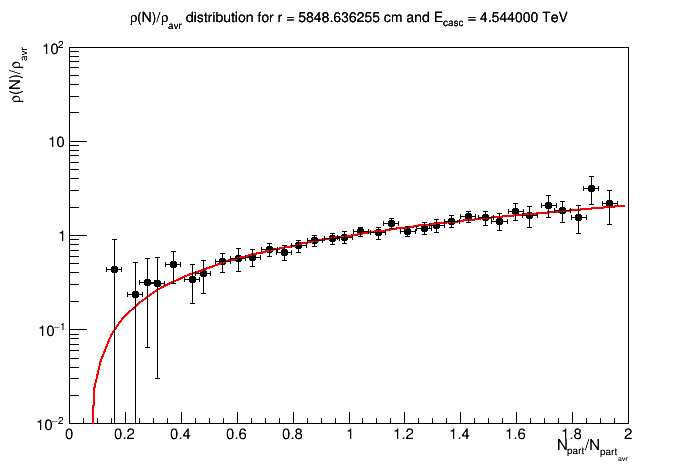 ρ(N)/ρ_avr distribution for r = 5848.636255 cm and E_casc = 4.544000 TeV
ρ(N)/ρ_avr
10²
10
1
10⁻¹
10⁻²
0 0.2 0.4 0.6 0.8 1 1.2 1.4 1.6 1.8 2
N_part/N_part_avr